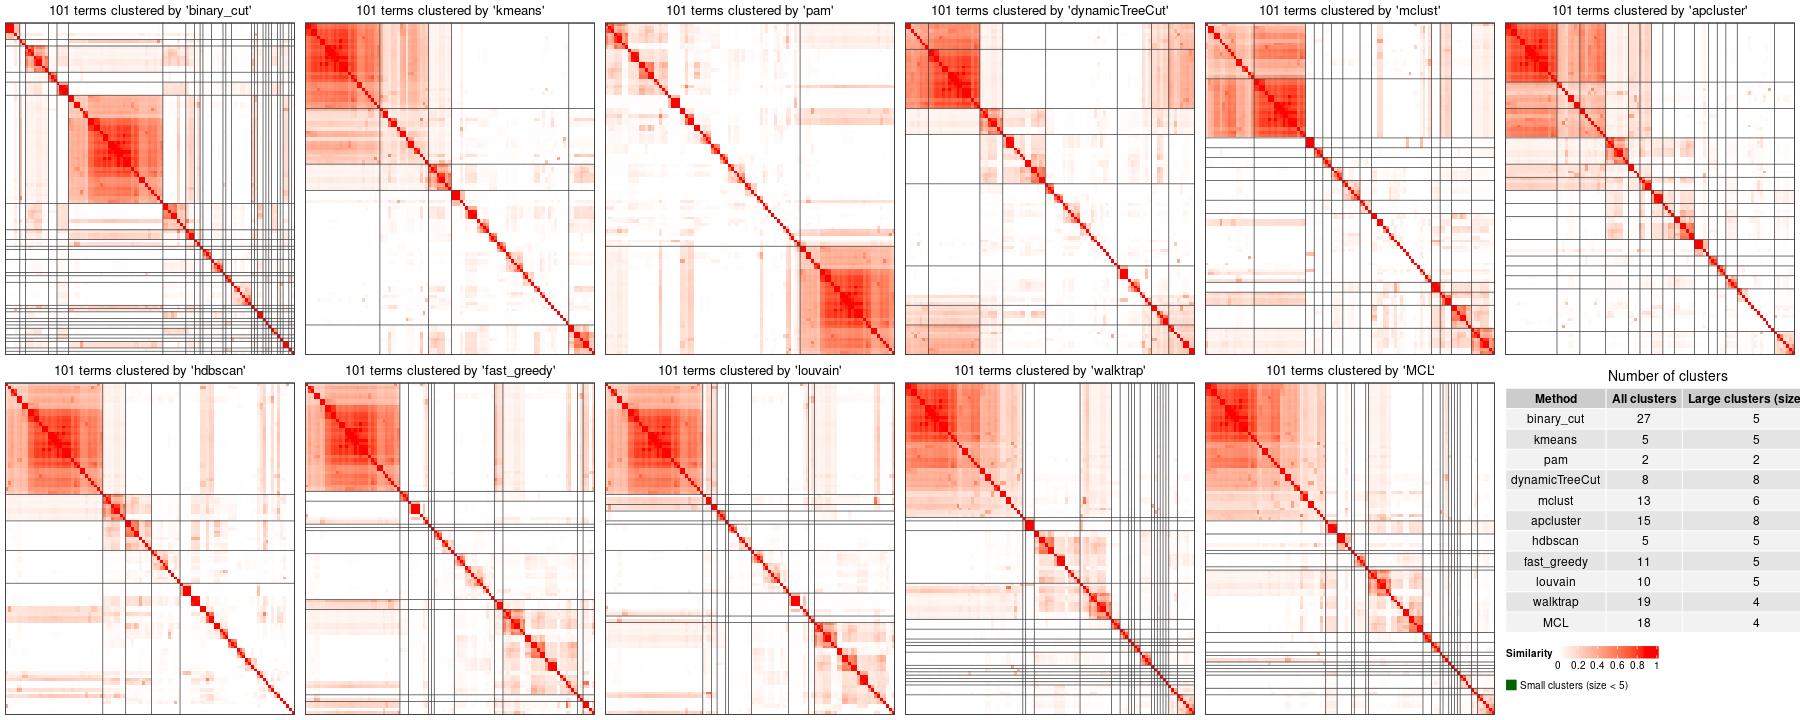 101 terms clustered by 'binary_cut'
101 terms clustered by 'kmeans'
101 terms clustered by 'pam'
101 terms clustered by 'dynamicTreeCut'
101 terms clustered by 'mclust'
101 terms clustered by 'apcluster'
101 terms clustered by 'hdbscan'
101 terms clustered by 'fast_greedy'
101 terms clustered by 'louvain'
101 terms clustered by 'walktrap'
101 terms clustered by 'MCL'
Number of clusters
Method All clusters Large clusters (size
binary_cut 27 5
kmeans 5 5
pam 2 2
dynamicTreeCut 8 8
mclust 13 6
apcluster 15 8
hdbscan 5 5
fast_greedy 11 5
louvain 10 5
walktrap 19 4
MCL 18 4
Similarity
0 0.2 0.4 0.6 0.8 1
Small clusters (size < 5)